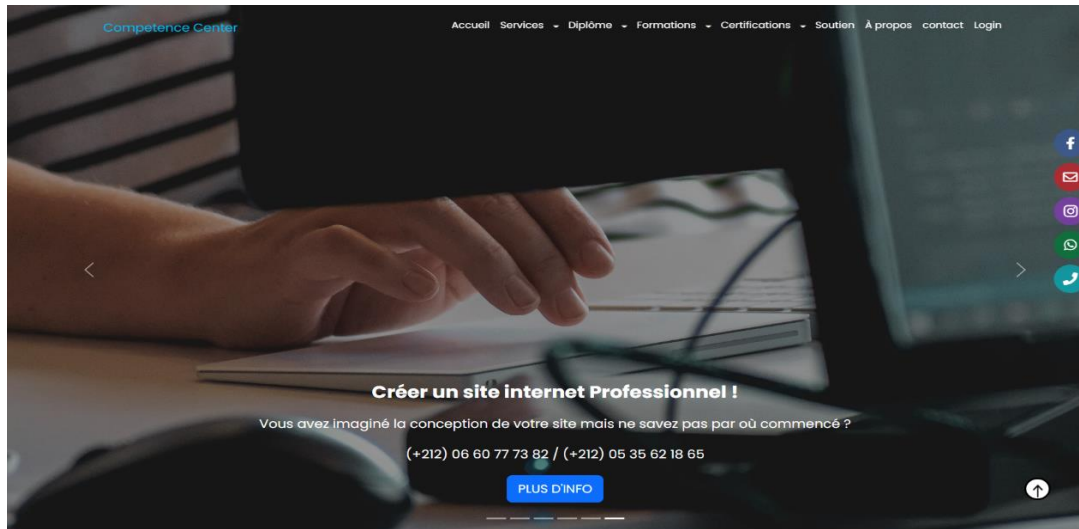 Competence Center
Accueil Services Diplôme Formations Certifications Soutien À propos contact Login
Créer un site internet Professionnel !
Vous avez imaginé la conception de votre site mais ne savez pas par où commencé ?
(+212) 06 60 77 73 82 / (+212) 05 35 62 18 65
PLUS D'INFO